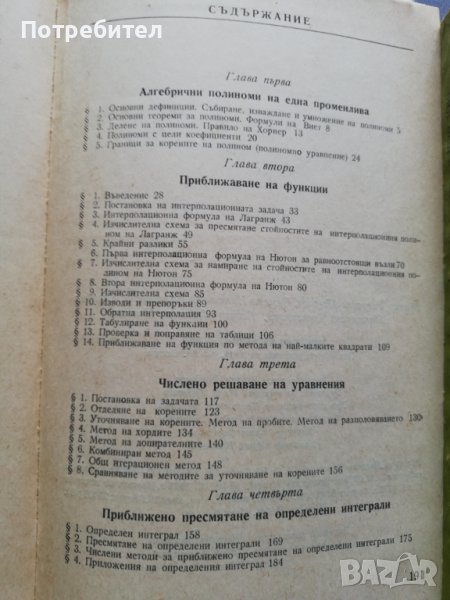 Потребител
СЪДЪРЖАНИЕ
Глава първа
Алгебрични полиноми на една променлива
§ 1. Основни дефиниции. Събиране, изваждане и умножение на полиноми 5
§ 2. Основни теореми за полиноми. Формули на Виет 8
§ 3. Делене на полиноми. Правило на Хорнер 13
§ 4. Полиноми с цели коефициенти 20
§ 5. Граници за корените на полином (полиномно уравнение) 24
Глава втора
Приближаване на функции
§ 1. Въведение 28
§ 2. Постановка на интерполационната задача 33
§ 3. Интерполационна формула на Лагранж 43
§ 4. Изчислителна схема за пресмятане стойностите на интерполационния поли-
ном на Лагранж 49
§ 5. Крайни разлики 55
§ 6. Първа интерполационна формула на Нютон за равноотстоящи възли 70
§ 7. Изчислителна схема за намиране на стойностите на интерполационния по-
лином на Нютон 75
§ 8. Втора интерполационна формула на Нютон 80
§ 9. Изчислителна схема 85
§ 10. Изводи и препоръки 89
§ 11. Обратна интерполация 93
§ 12. Табулиране на функции 100
§ 13. Проверка и поправяне на таблици 106
§ 14. Приближаване на функция по метода на най-малките квадрати 109
Глава трета
Числено решаване на уравнения
§ 1. Постановка на задачата 117
§ 2. Отделяне на корените 123
§ 3. Уточняване на корените. Метод на пробите. Метод на разполовяването 130
§ 4. Метод на хордите 134
§ 5. Метод на допирателните 140
§ 6. Комбиниран метод 145
§ 7. Общ итерационен метод 148
§ 8. Сравняване на методите за уточняване на корените 156
Глава четвърта
Приближено пресмятане на определени интеграли
§ 1. Определен интеграл 158
§ 2. Пресмятане на определени интеграли 169
§ 3. Числени методи за приближено пресмятане на определени интеграли 175
§ 4. Приложения на определения интеграл 184
bazar.bg